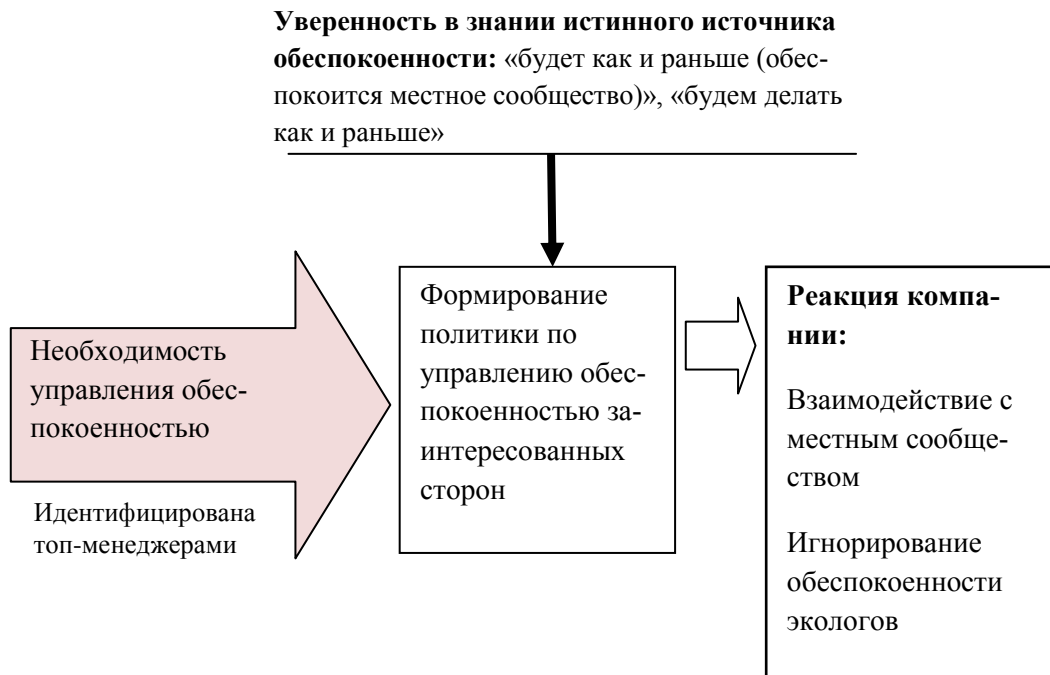 Уверенность в знании истинного источника
обеспокоенности: «будет как и раньше (обес-
покоится местное сообщество)», «будем делать
как и раньше»
Необходимость
управления обес-
покоенностью
Идентифицирована
топ-менеджерами
Формирование
политики по
управлению обес-
покоенностью за-
интересованных
сторон
Реакция компа-
нии:
Взаимодействие с
местным сообще-
ством
Игнорирование
обеспокоенности
экологов